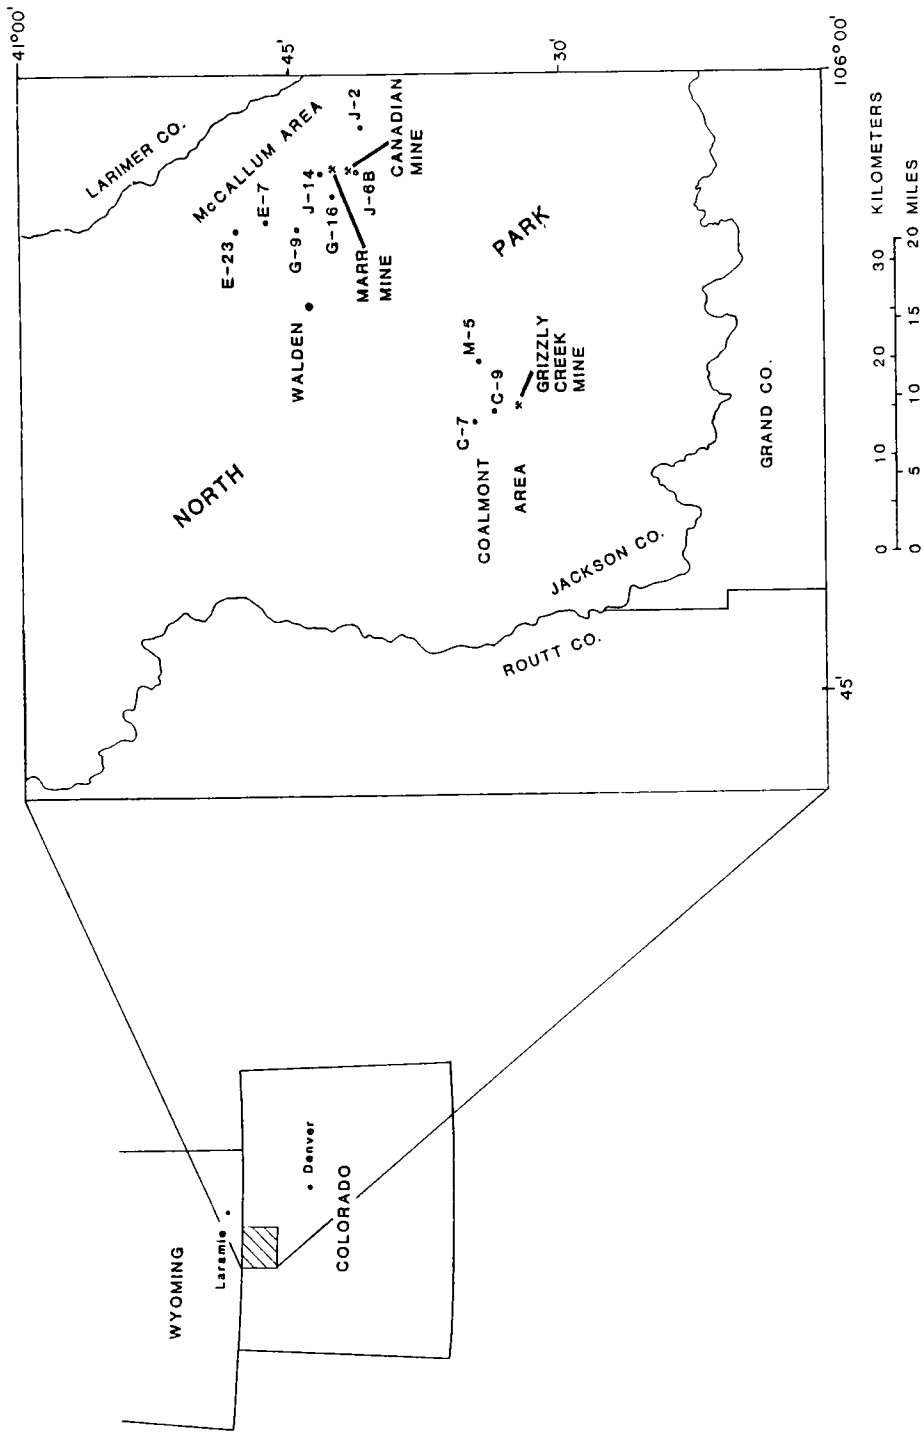 WYOMING
Laramie
Denver
COLORADO
41°00'
45'
30'
106°00'
45'
LARIMER CO.
McCALLUM AREA
E-23
E-7
G-9
J-14
G-16
J-2
J-6B
CANADIAN
MINE
MARR
MINE
WALDEN
NORTH
PARK
M-5
C-9
C-7
GRIZZLY
CREEK
MINE
COALMONT
AREA
JACKSON CO.
ROUTT CO.
GRAND CO.
0 10 20 30 KILOMETERS
0 5 10 15 20 MILES